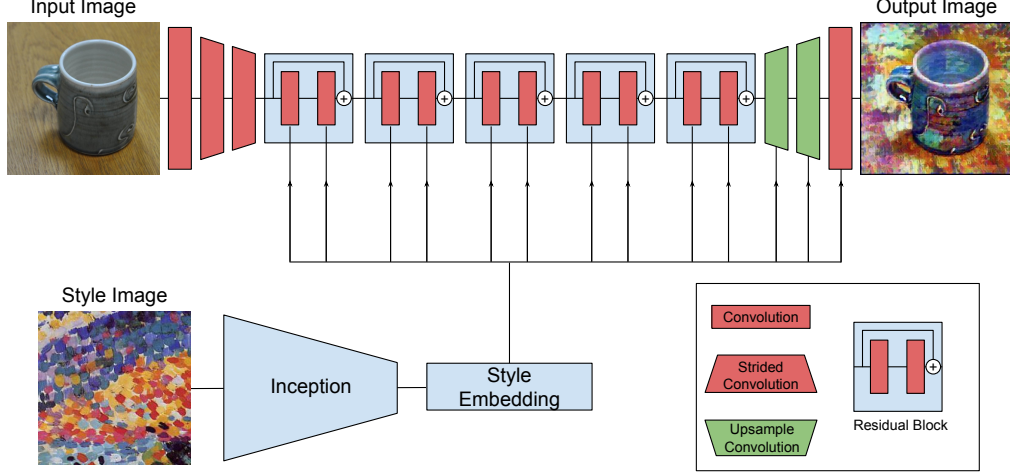 Input Image
Output Image
Style Image
Inception
Style
Embedding
Convolution
Strided
Convolution
Upsample
Convolution
+
+
+
+
+
+
Residual Block